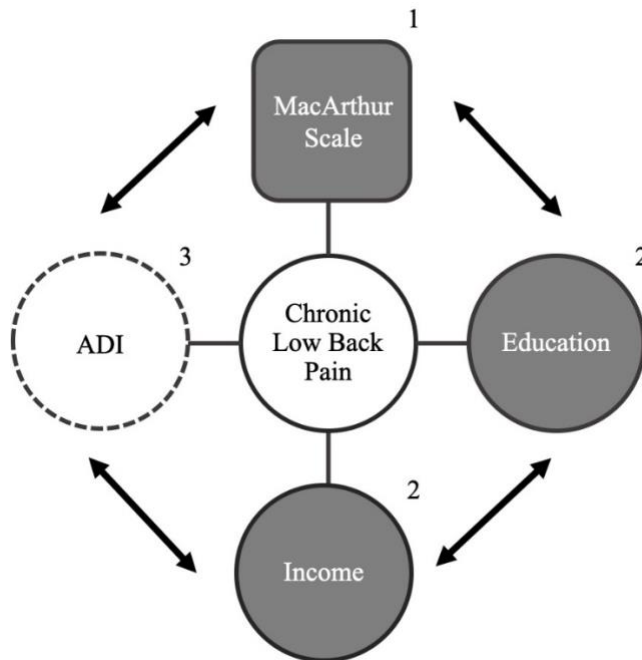 1
MacArthur
Scale
3
2
ADI
Chronic
Low Back
Pain
Education
2
Income